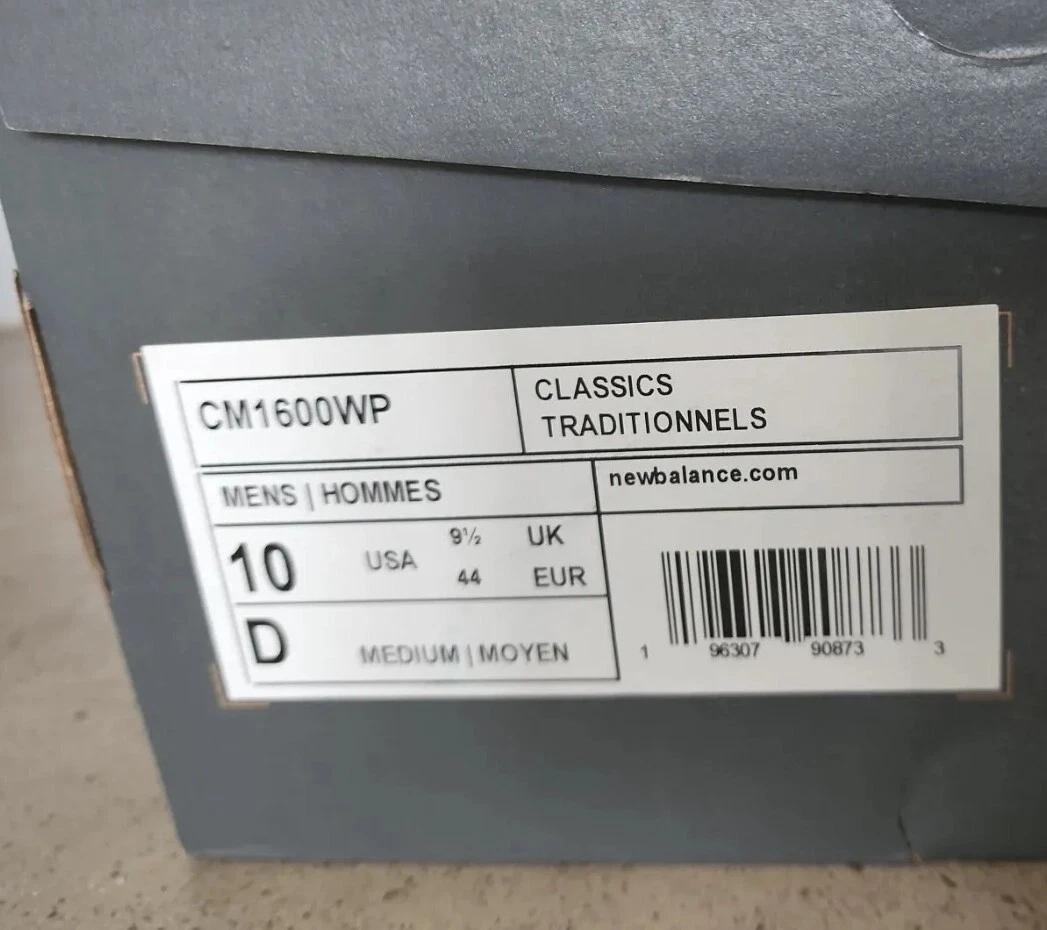 CM1600WP
CLASSICS
TRADITIONNELS
MENS | HOMMES
newbalance.com
10 USA 9½ UK
44 EUR
D MEDIUM | MOYEN
1 96307 90873 3